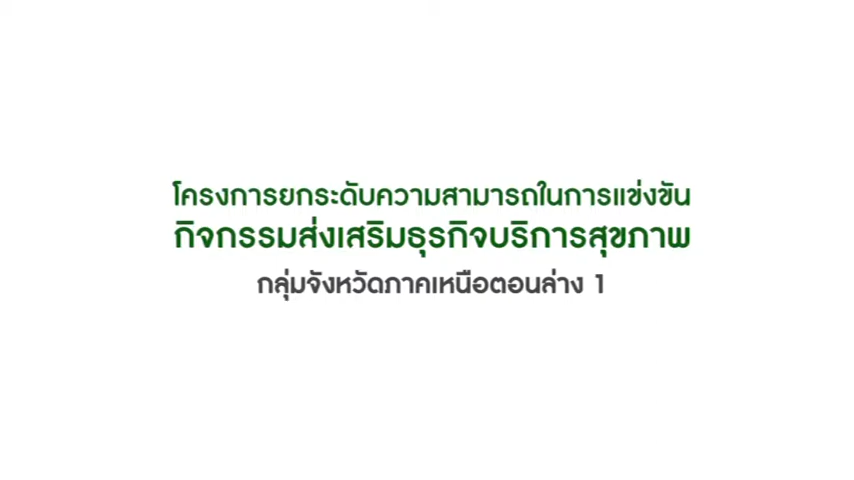 โครงการยกระดับความสามารถในการแข่งขัน
กิจกรรมส่งเสริมธุรกิจบริการสุขภาพ
กลุ่มจังหวัดภาคเหนือตอนล่าง 1